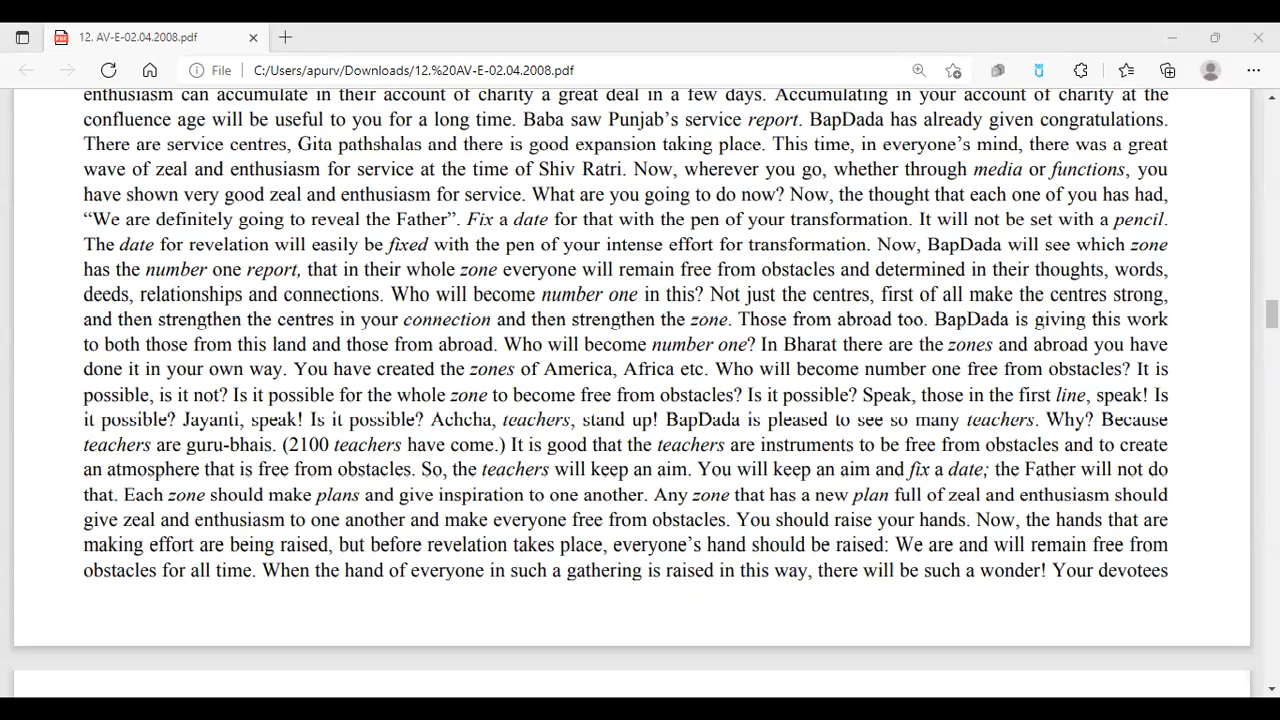 12. AV-E-02.04.2008.pdf
File C:/Users/apurv/Downloads/12.%20AV-E-02.04.2008.pdf
enthusiasm can accumulate in their account of charity a great deal in a few days. Accumulating in your account of charity at the
confluence age will be useful to you for a long time. Baba saw Punjab's service report. BapDada has already given congratulations.
There are service centres, Gita pathshalas and there is good expansion taking place. This time, in everyone's mind, there was a great
wave of zeal and enthusiasm for service at the time of Shiv Ratri. Now, wherever you go, whether through media or functions, you
have shown very good zeal and enthusiasm for service. What are you going to do now? Now, the thought that each one of you has had,
“We are definitely going to reveal the Father”. Fix a date for that with the pen of your transformation. It will not be set with a pencil.
The date for revelation will easily be fixed with the pen of your intense effort for transformation. Now, BapDada will see which zone
has the number one report, that in their whole zone everyone will remain free from obstacles and determined in their thoughts, words,
deeds, relationships and connections. Who will become number one in this? Not just the centres, first of all make the centres strong,
and then strengthen the centres in your connection and then strengthen the zone. Those from abroad too. BapDada is giving this work
to both those from this land and those from abroad. Who will become number one? In Bharat there are the zones and abroad you have
done it in your own way. You have created the zones of America, Africa etc. Who will become number one free from obstacles? It is
possible, is it not? Is it possible for the whole zone to become free from obstacles? Is it possible? Speak, those in the first line, speak! Is
it possible? Jayanti, speak! Is it possible? Achcha, teachers, stand up! BapDada is pleased to see so many teachers. Why? Because
teachers are guru-bhais. (2100 teachers have come.) It is good that the teachers are instruments to be free from obstacles and to create
an atmosphere that is free from obstacles. So, the teachers will keep an aim. You will keep an aim and fix a date; the Father will not do
that. Each zone should make plans and give inspiration to one another. Any zone that has a new plan full of zeal and enthusiasm should
give zeal and enthusiasm to one another and make everyone free from obstacles. You should raise your hands. Now, the hands that are
making effort are being raised, but before revelation takes place, everyone's hand should be raised: We are and will remain free from
obstacles for all time. When the hand of everyone in such a gathering is raised in this way, there will be such a wonder! Your devotees